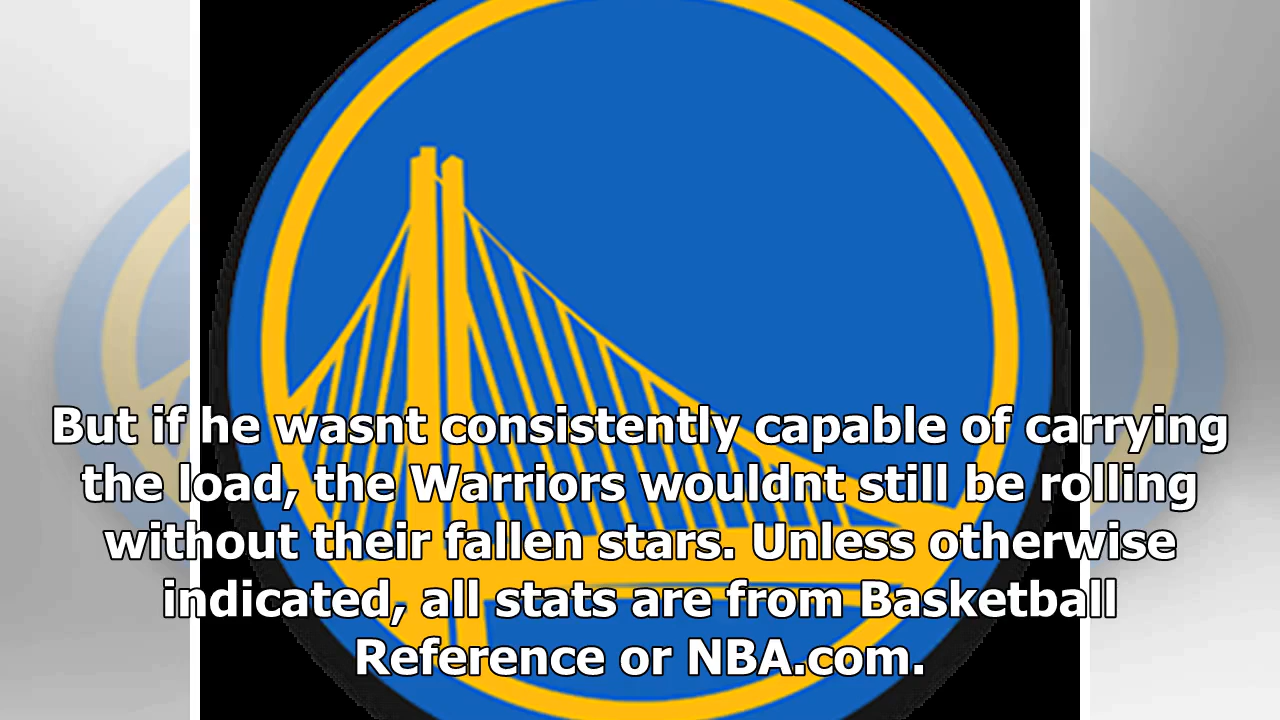 But if he wasnt consistently capable of carrying
the load, the Warriors wouldnt still be rolling
without their fallen stars. Unless otherwise
indicated, all stats are from Basketball
Reference or NBA.com.